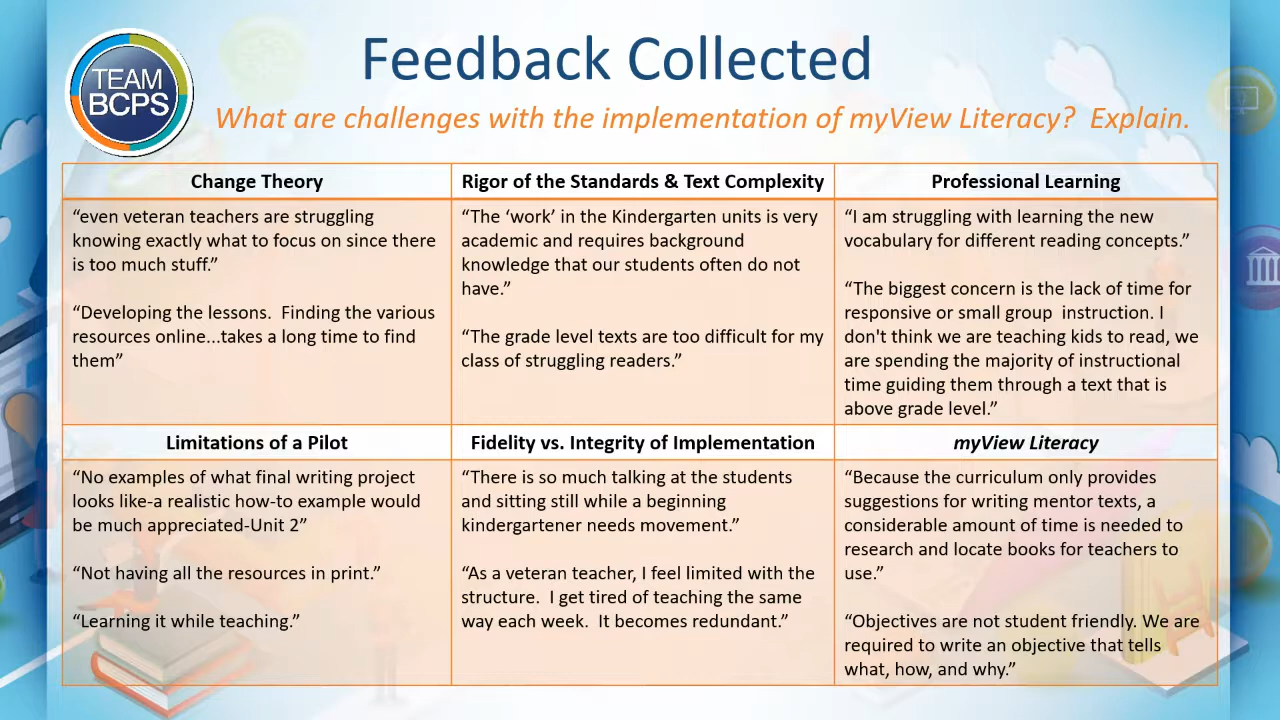 TEAM
BCPS
Feedback Collected
What are challenges with the implementation of myView Literacy?  Explain.
Change Theory
“even veteran teachers are struggling
knowing exactly what to focus on since there
is too much stuff.”
“Developing the lessons.  Finding the various
resources online...takes a long time to find
them”
Rigor of the Standards & Text Complexity
“The ‘work’ in the Kindergarten units is very
academic and requires background
knowledge that our students often do not
have.”
“The grade level texts are too difficult for my
class of struggling readers.”
Professional Learning
“I am struggling with learning the new
vocabulary for different reading concepts.”
“The biggest concern is the lack of time for
responsive or small group  instruction. I
don't think we are teaching kids to read, we
are spending the majority of instructional
time guiding them through a text that is
above grade level.”
Limitations of a Pilot
“No examples of what final writing project
looks like-a realistic how-to example would
be much appreciated-Unit 2”
“Not having all the resources in print.”
“Learning it while teaching.”
Fidelity vs. Integrity of Implementation
“There is so much talking at the students
and sitting still while a beginning
kindergartener needs movement.”
“As a veteran teacher, I feel limited with the
structure.  I get tired of teaching the same
way each week.  It becomes redundant.”
myView Literacy
“Because the curriculum only provides
suggestions for writing mentor texts, a
considerable amount of time is needed to
research and locate books for teachers to
use.”
“Objectives are not student friendly. We are
required to write an objective that tells
what, how, and why.”